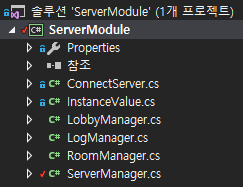 솔루션 'ServerModule' (1개 프로젝트)
C# ServerModule
Properties
참조
C# ConnectServer.cs
C# InstanceValue.cs
C# LobbyManager.cs
C# LogManager.cs
C# RoomManager.cs
C# ServerManager.cs